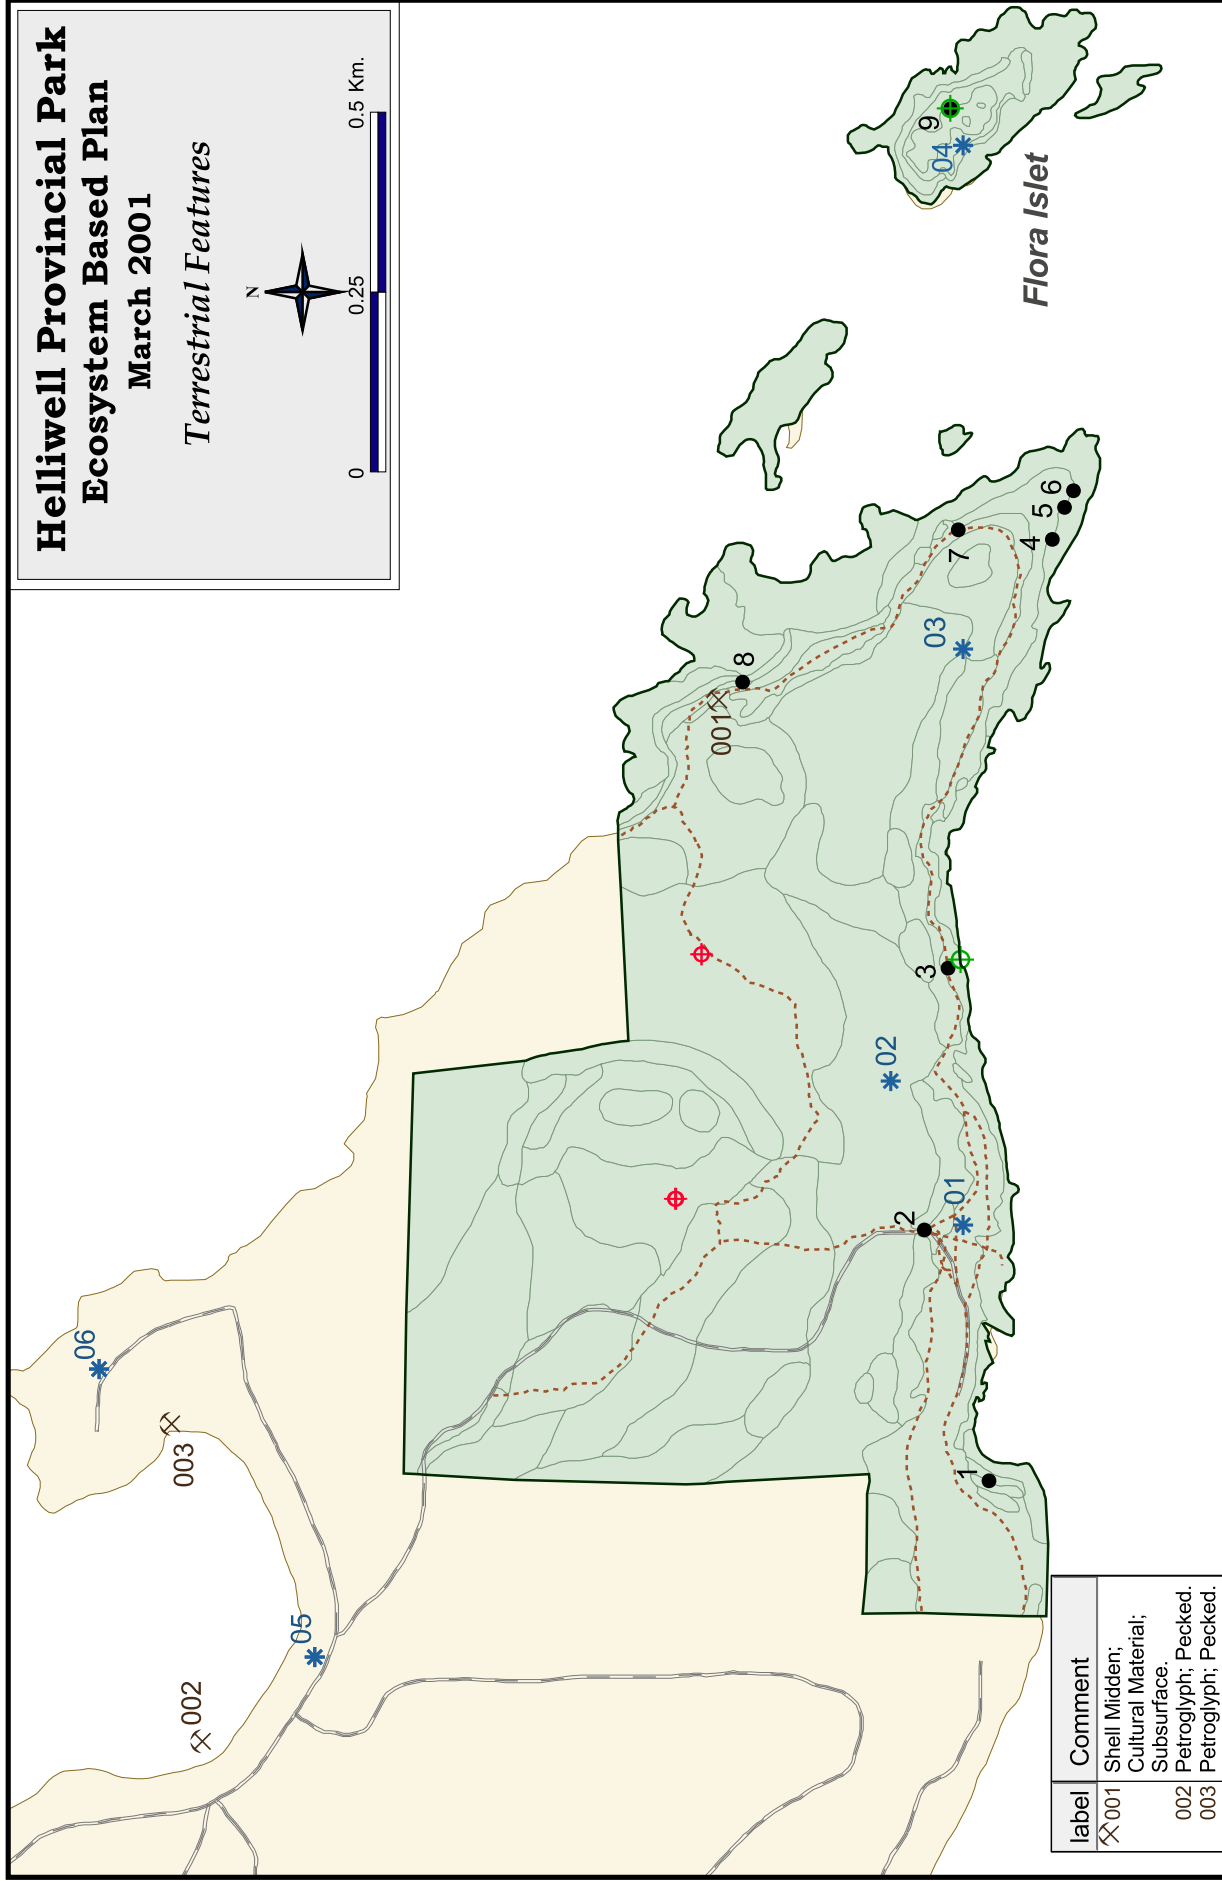 Helliwell Provincial Park
Ecosystem Based Plan
March 2001
Terrestrial Features
N
0
0.25
0.5 Km.
06
003
05
002
001
8
7
03
4
5
6
9
04
Flora Islet
3
02
2
01
1
label Comment
001 Shell Midden;
Cultural Material;
Subsurface.
002 Petroglyph; Pecked.
003 Petroglyph; Pecked.